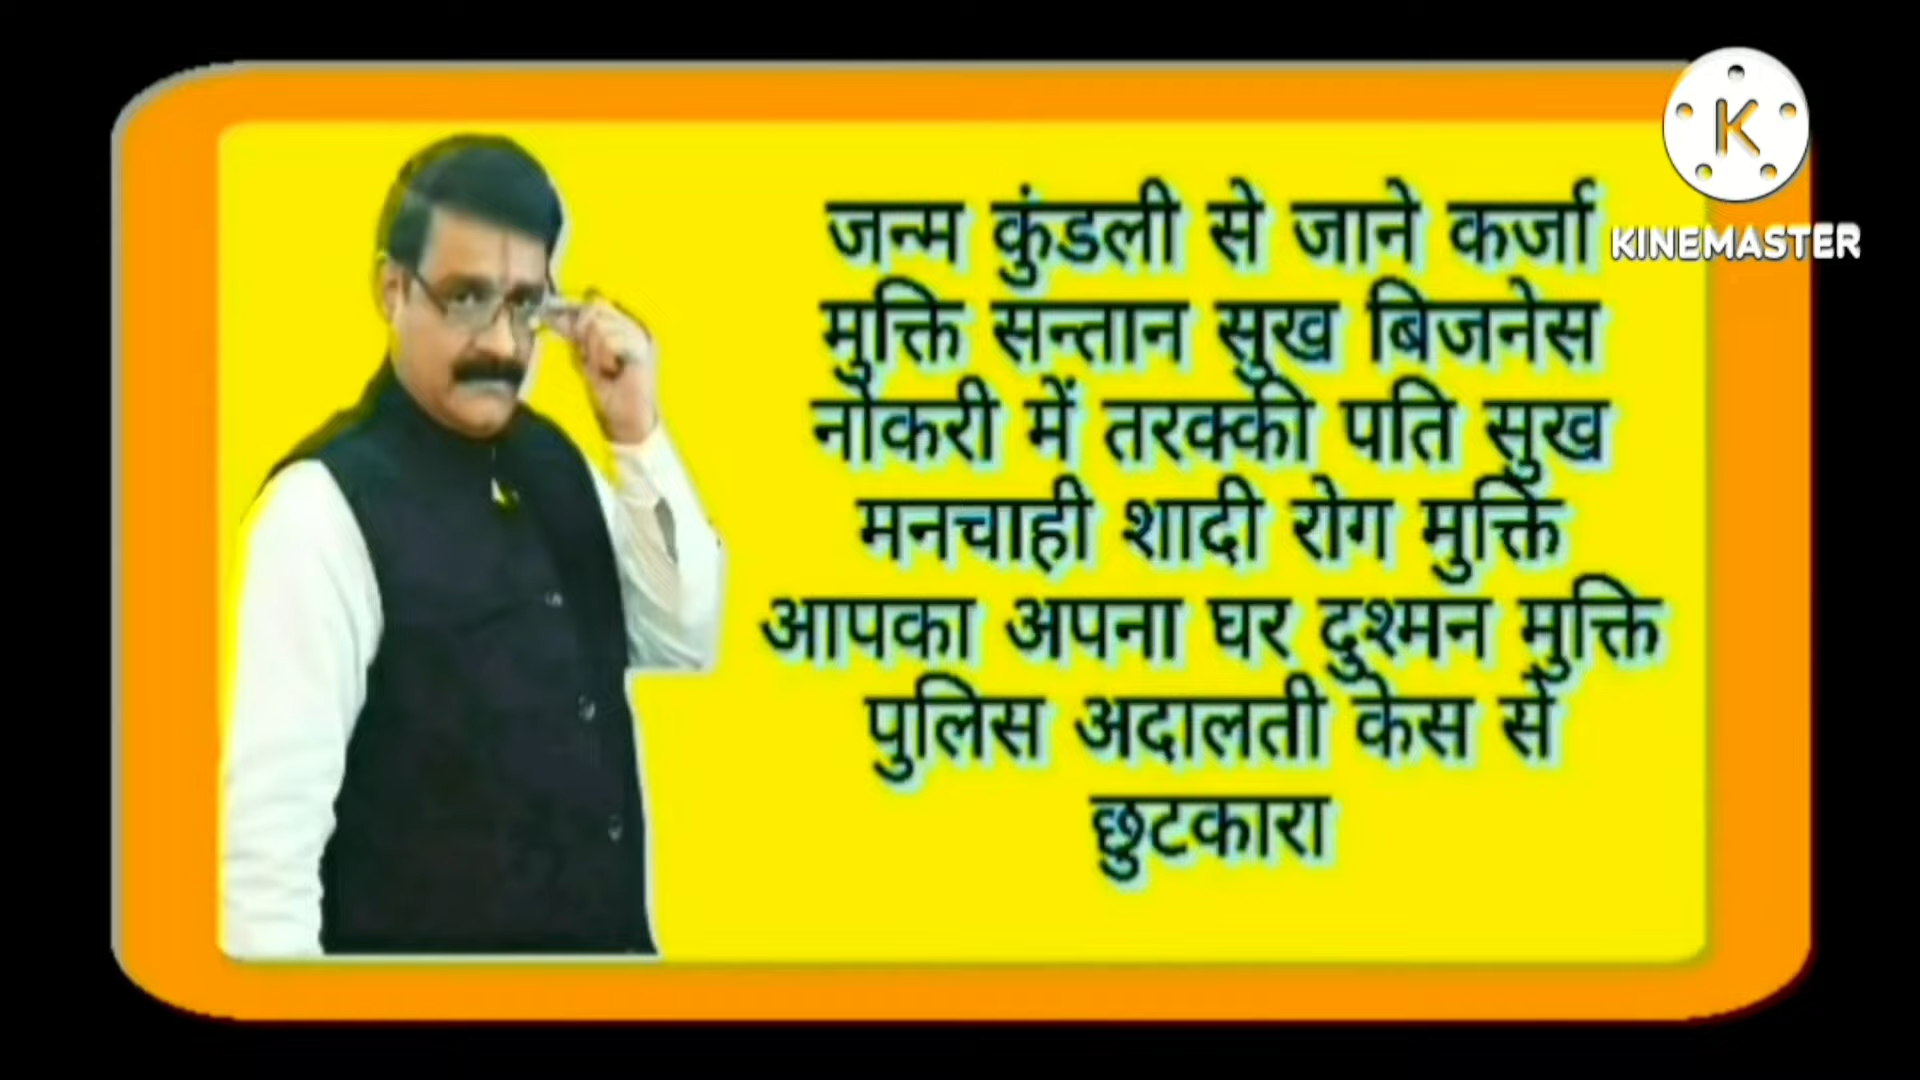 जन्म कुंडली से जाने कर्जा
मुक्ति सन्तान सुख बिजनेस
नोकरी में तरक्की पति सुख
मनचाही शादी रोग मुक्ति
आपका अपना घर दुश्मन मुक्ति
पुलिस अदालती केस से
छुटकारा
K
KINEMASTER